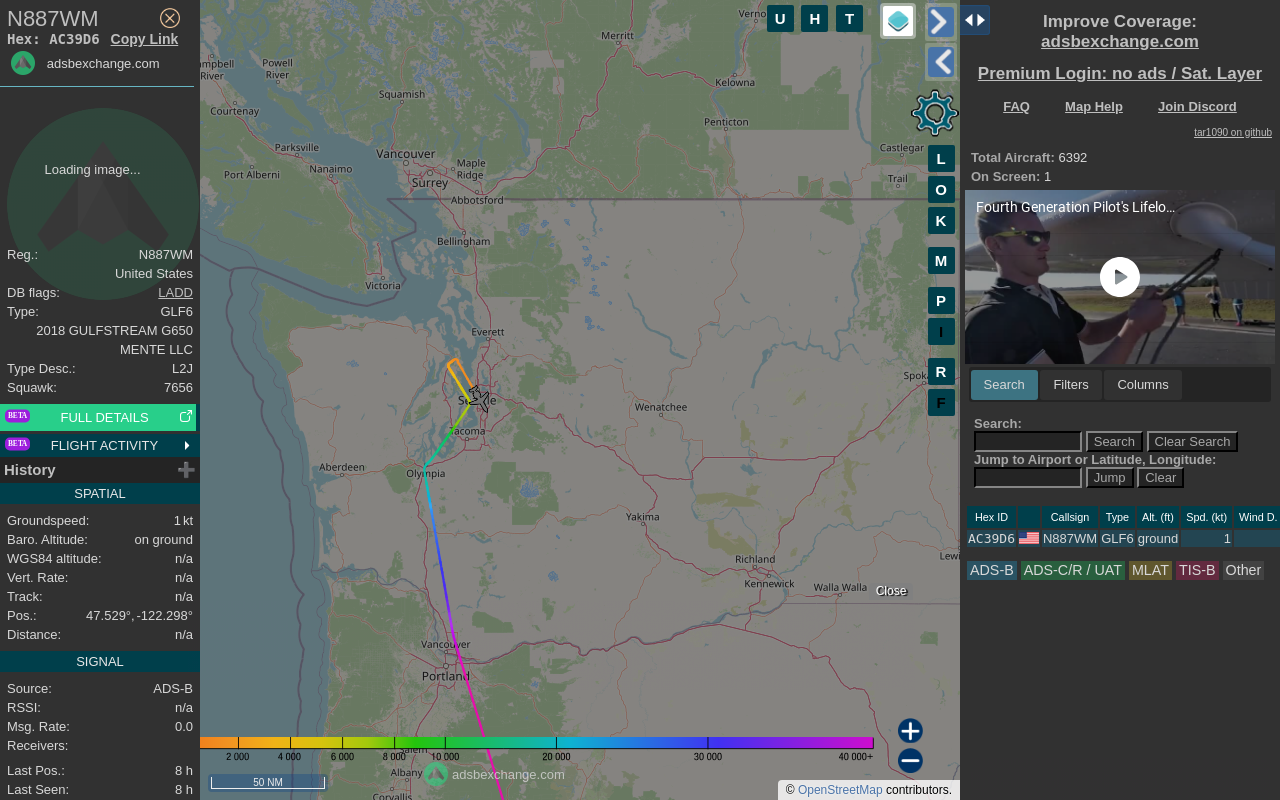 N887WM
Hex: AC39D6 Copy Link
adsbexchange.com
Loading image...
Reg.: N887WM
United States
DB flags: LADD
Type: GLF6
2018 GULFSTREAM G650
MENTE LLC
Type Desc.: L2J
Squawk: 7656
BETA FULL DETAILS
BETA FLIGHT ACTIVITY
History
SPATIAL
Groundspeed: 1 kt
Baro. Altitude: on ground
WGS84 altitude: n/a
Vert. Rate: n/a
Track: n/a
Pos.: 47.529°, -122.298°
Distance: n/a
SIGNAL
Source: ADS-B
RSSI: n/a
Msg. Rate: 0.0
Receivers:
Last Pos.: 8 h
Last Seen: 8 h
U H T
Merritt
Campbell River
Powell River
Squamish
Kelowna
Courtenay
Penticton
Parksville
Vancouver
Castlegar
Nanaimo
Maple Ridge
Port Alberni
Surrey
Trail
Abbotsford
Bellingham
Victoria
Everett
Wenatchee
Tacoma
Aberdeen
Olympia
Yakima
Richland
Kennewick
Walla Walla
Close
Vancouver
Portland
Salem
Albany
Corvallis
L
O
K
M
P
I
R
F
2 000 4 000 6 000 8 000 10 000 20 000 30 000 40 000+
50 NM
adsbexchange.com
© OpenStreetMap contributors.
Improve Coverage:
adsbexchange.com
Premium Login: no ads / Sat. Layer
FAQ Map Help Join Discord
tar1090 on github
Total Aircraft: 6392
On Screen: 1
Fourth Generation Pilot's Lifelo...
Search Filters Columns
Search:
Search Clear Search
Jump to Airport or Latitude, Longitude:
Jump Clear
Hex ID Callsign Type Alt. (ft) Spd. (kt) Wind D.
AC39D6 N887WM GLF6 ground 1
ADS-B ADS-C/R / UAT MLAT TIS-B Other